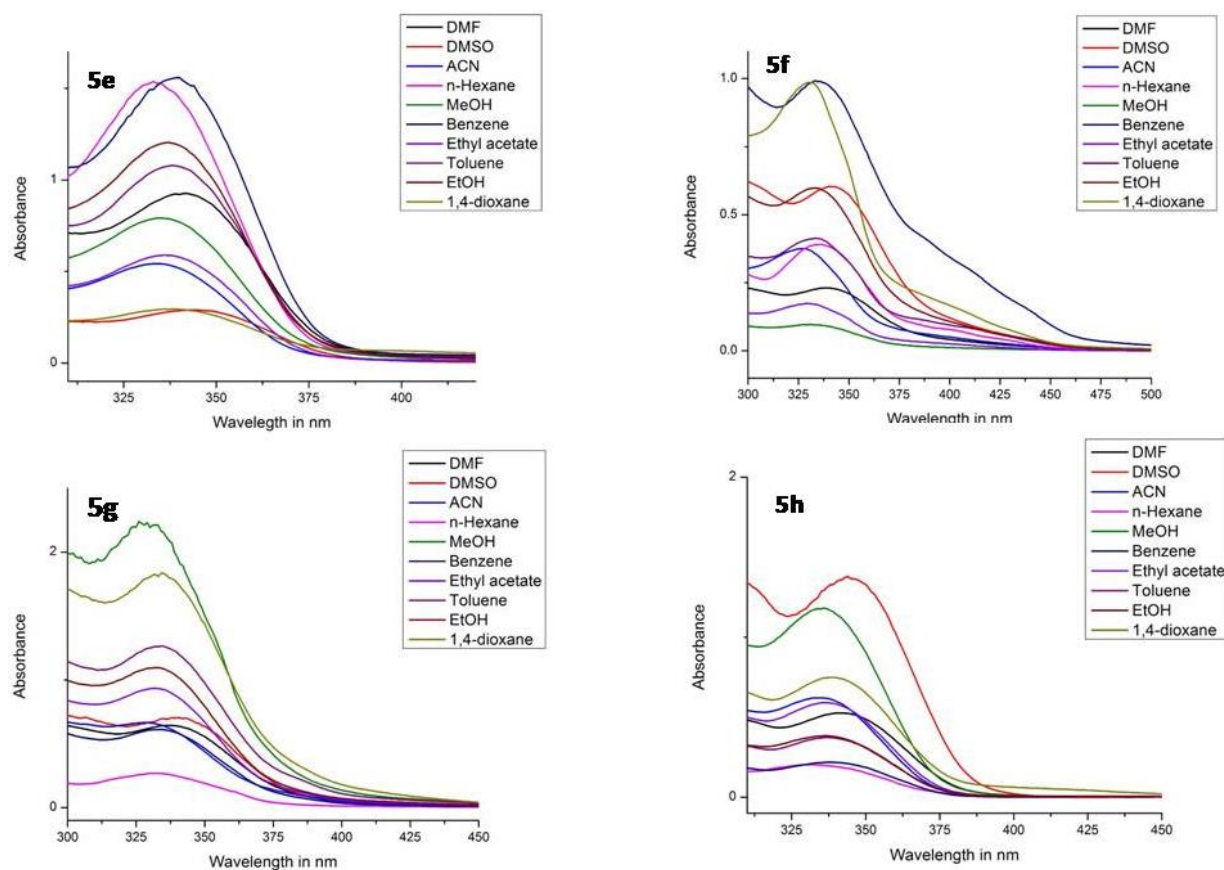 5e
DMF
DMSO
ACN
n-Hexane
MeOH
Benzene
Ethyl acetate
Toluene
EtOH
1,4-dioxane
Absorbance
1
0
325
350
375
400
Wavelegth in nm
5f
DMF
DMSO
ACN
n-Hexane
MeOH
Benzene
Ethyl acetate
Toluene
EtOH
1,4-dioxane
Absorbance
1.0
0.5
0.0
300
325
350
375
400
425
450
475
500
Wavelength in nm
5g
DMF
DMSO
ACN
n-Hexane
MeOH
Benzene
Ethyl acetate
Toluene
EtOH
1,4-dioxane
Absorbance
2
0
300
325
350
375
400
425
450
Wavelength in nm
5h
DMF
DMSO
ACN
n-Hexane
MeOH
Benzene
Ethyl acetate
Toluene
EtOH
1,4-dioxane
Absorbance
2
0
325
350
375
400
425
450
Wavelength in nm